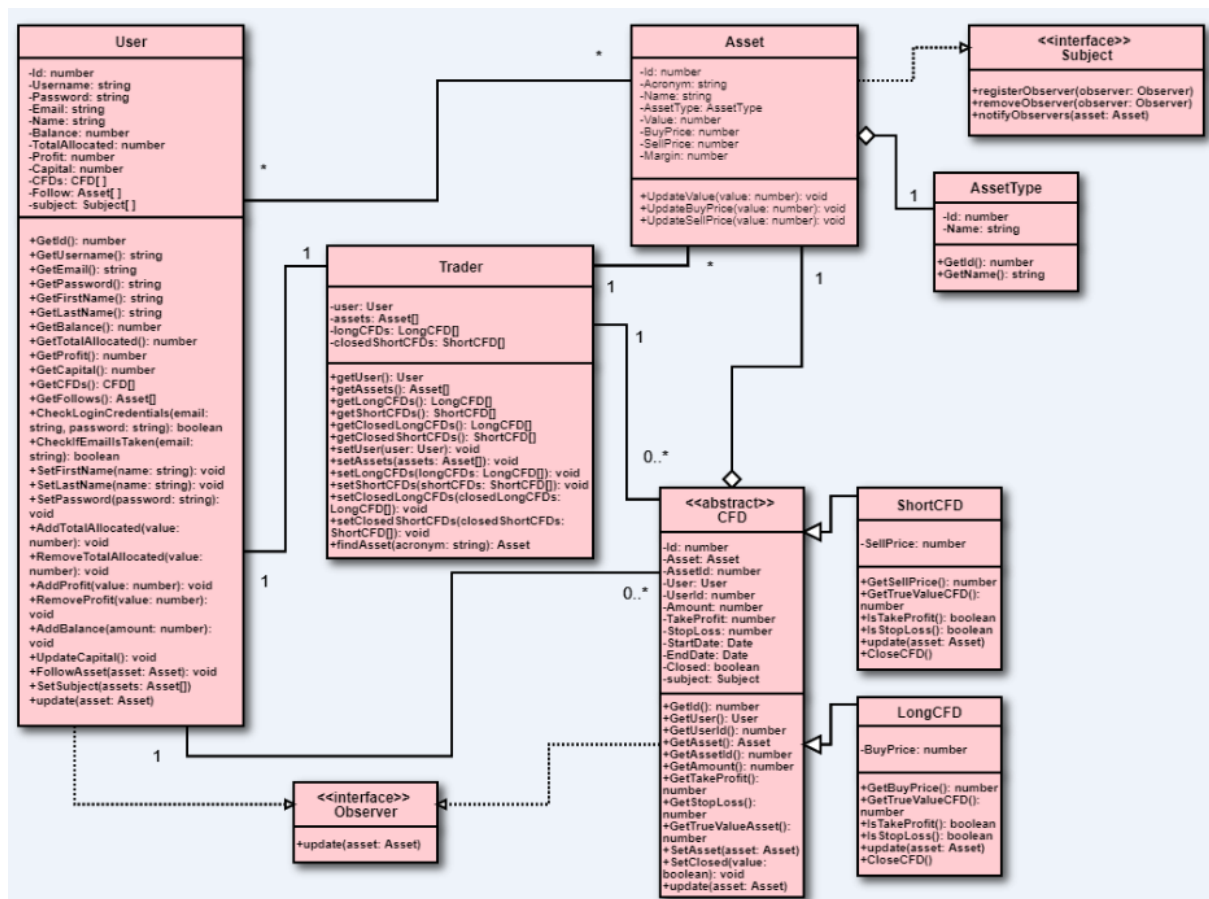 User
-Id: number
-Username: string
-Password: string
-Email: string
-Name: string
-Balance: number
-TotalAllocated: number
-Profit: number
-Capital: number
-CFDs: CFD[ ]
-Follow: Asset[ ]
-subject: Subject[ ]
+GetId(): number
+GetUsername(): string
+GetEmail(): string
+GetPassword(): string
+GetFirstName(): string
+GetLastName(): string
+GetBalance(): number
+GetTotalAllocated(): number
+GetProfit(): number
+GetCapital(): number
+GetCFDs(): CFD[]
+GetFollows(): Asset[]
+CheckLoginCredentials(email:
string, password: string): boolean
+CheckIfEmailIsTaken(email:
string): boolean
+SetFirstName(name: string): void
+SetLastName(name: string): void
+SetPassword(password: string):
void
+AddTotalAllocated(value:
number): void
+RemoveTotalAllocated(value:
number): void
+AddProfit(value: number): void
+RemoveProfit(value: number):
void
+AddBalance(amount: number):
void
+UpdateCapital(): void
+FollowAsset(asset: Asset): void
+SetSubject(assets: Asset[])
+update(asset: Asset)
*
*
Asset
-Id: number
-Acronym: string
-Name: string
-AssetType: AssetType
-Value: number
-BuyPrice: number
-SellPrice: number
-Margin: number
+UpdateValue(value: number): void
+UpdateBuyPrice(value: number): void
+UpdateSellPrice(value: number): void
<<interface>>
Subject
+registerObserver(observer: Observer)
+removeObserver(observer: Observer)
+notifyObservers(asset: Asset)
1
AssetType
-Id: number
-Name: string
+GetId(): number
+GetName(): string
1
1
Trader
-user: User
-assets: Asset[]
-longCFDs: LongCFD[]
-closedShortCFDs: ShortCFD[]
+getUser(): User
+getAssets(): Asset[]
+getLongCFDs(): LongCFD[]
+getShortCFDs(): ShortCFD[]
+getClosedLongCFDs(): LongCFD[]
+getClosedShortCFDs(): ShortCFD[]
+setUser(user: User): void
+setAssets(assets: Asset[]): void
+setLongCFDs(longCFDs: LongCFD[]): void
+setShortCFDs(shortCFDs: ShortCFD[]): void
+setClosedLongCFDs(closedLongCFDs:
LongCFD[]): void
+setClosedShortCFDs(closedShortCFDs:
ShortCFD[]): void
+findAsset(acronym: string): Asset
*
1
1
1
0..*
0..*
<<abstract>>
CFD
-Id: number
-Asset: Asset
-AssetId: number
-User: User
-UserId: number
-Amount: number
-TakeProfit: number
-StopLoss: number
-StartDate: Date
-EndDate: Date
-Closed: boolean
-subject: Subject
+GetId(): number
+GetUser(): User
+GetUserId(): number
+GetAsset(): Asset
+GetAssetId(): number
+GetAmount(): number
+GetTakeProfit():
number
+GetStopLoss():
number
+GetTrueValueAsset():
number
+SetAsset(asset: Asset)
+SetClosed(value:
boolean): void
+update(asset: Asset)
ShortCFD
-SellPrice: number
+GetSellPrice(): number
+GetTrueValueCFD():
number
+IsTakeProfit(): boolean
+IsStopLoss(): boolean
+update(asset: Asset)
+CloseCFD()
LongCFD
-BuyPrice: number
+GetBuyPrice(): number
+GetTrueValueCFD():
number
+IsTakeProfit(): boolean
+IsStopLoss(): boolean
+update(asset: Asset)
+CloseCFD()
1
<<interface>>
Observer
+update(asset: Asset)